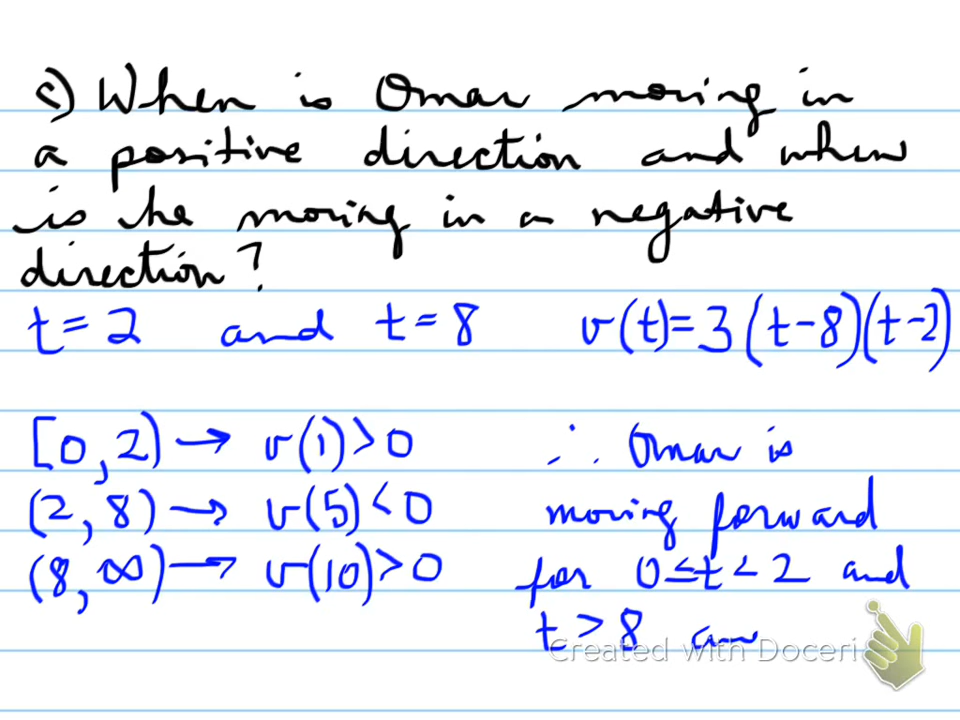 c) When is Omar moving in
a positive direction and when
is he moving in a negative
direction?
t = 2 and t = 8 v(t) = 3(t-8)(t-2)
[0, 2) → v(1) > 0 ∴ Omar is
(2, 8) → v(5) < 0 moving forward
(8, ∞) → v(10) > 0 for 0 ≤ t < 2 and
t > 8 an
Created with Doceri